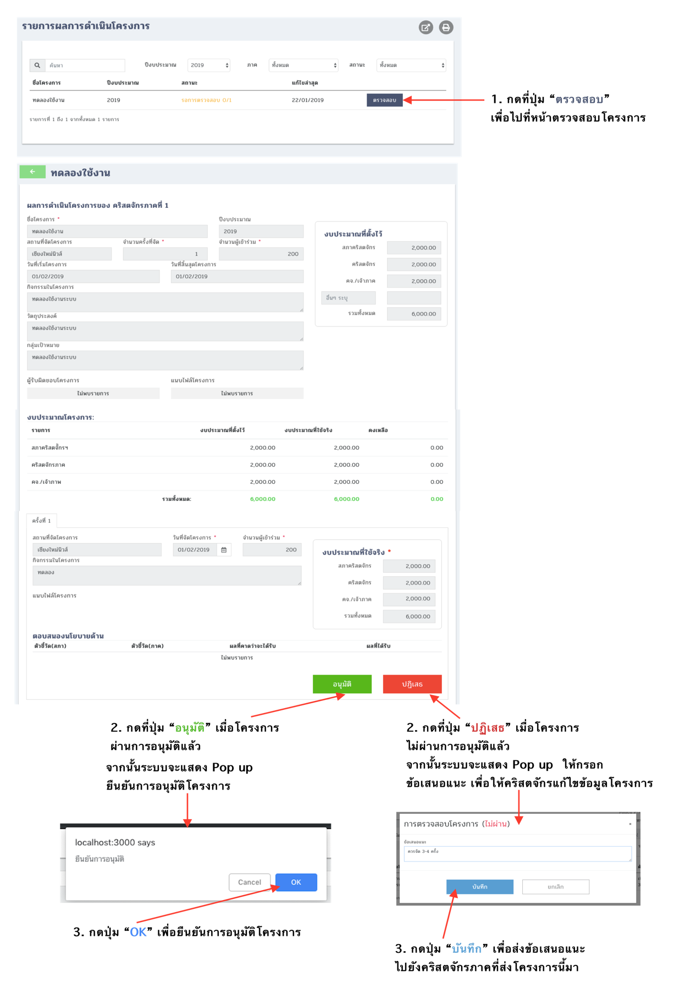 รายการผลการดำเนินโครงการ
ค้นหา ปีงบประมาณ 2019 ภาค ทั้งหมด สถานะ ทั้งหมด
ชื่อโครงการ ปีงบประมาณ สถานะ แก้ไขล่าสุด
ทดลองใช้งาน 2019 รอการตรวจสอบ 0/1 22/01/2019 ตรวจสอบ
รายการที่ 1 ถึง 1 จากทั้งหมด 1 รายการ
1. กดที่ปุ่ม “ตรวจสอบ”
เพื่อไปที่หน้าตรวจสอบโครงการ
ทดลองใช้งาน
ผลการดำเนินโครงการของ คริสตจักรภาคที่ 1
ชื่อโครงการ * ปีงบประมาณ
ทดลองใช้งาน 2019
สถานที่จัดโครงการ จำนวนครั้งที่จัด * จำนวนผู้เข้าร่วม *
เชียงใหม่นิวส์ 1 200
วันที่เริ่มโครงการ วันที่สิ้นสุดโครงการ
01/02/2019 01/02/2019
กิจกรรมในโครงการ
ทดลองใช้งานระบบ
วัตถุประสงค์
ทดลองใช้งานระบบ
กลุ่มเป้าหมาย
ทดลองใช้งานระบบ
ผู้รับผิดชอบโครงการ แนบไฟล์โครงการ
ไม่พบรายการ ไม่พบรายการ
งบประมาณที่ตั้งไว้
สภาคริสตจักร 2,000.00
คริสตจักร 2,000.00
คจ./เจ้าภาค 2,000.00
อื่นๆ ระบุ
รวมทั้งหมด 6,000.00
งบประมาณโครงการ:
รายการ งบประมาณที่ตั้งไว้ งบประมาณที่ใช้จริง คงเหลือ
สภาคริสตจั้กรฯ 2,000.00 2,000.00 0.00
คริสตจักรภาค 2,000.00 2,000.00 0.00
คจ./เจ้าภาพ 2,000.00 2,000.00 0.00
รวมทั้งหมด: 6,000.00 6,000.00 0.00
ครั้งที่ 1
สถานที่จัดโครงการ วันที่จัดโครงการ * จำนวนผู้เข้าร่วม *
เชียงใหม่นิวส์ 01/02/2019 200
กิจกรรมในโครงการ
ทดลอง
แนบไฟล์โครงการ
งบประมาณที่ใช้จริง *
สภาคริสตจักร 2,000.00
คริสตจักร 2,000.00
คจ./เจ้าภาค 2,000.00
รวมทั้งหมด 6,000.00
ตอบสนองนโยบายด้าน
ตัวชี้วัด(สภา) ตัวชี้วัด(ภาค) ผลที่คาดว่าจะได้รับ ผลที่ได้รับ
ไม่พบรายการ
อนุมัติ ปฏิเสธ
2. กดที่ปุ่ม “อนุมัติ” เมื่อโครงการ
ผ่านการอนุมัติแล้ว
จากนั้นระบบจะแสดง Pop up
ยืนยันการอนุมัติโครงการ
2. กดที่ปุ่ม “ปฏิเสธ” เมื่อโครงการ
ไม่ผ่านการอนุมัติแล้ว
จากนั้นระบบจะแสดง Pop up ให้กรอก
ข้อเสนอแนะ เพื่อให้คริสตจักรแก้ไขข้อมูลโครงการ
localhost:3000 says
ยืนยันการอนุมัติ
Cancel OK
การตรวจสอบโครงการ (ไม่ผ่าน)
ข้อเสนอแนะ
ควรจัด 3-4 ครั้ง
บันทึก ยกเลิก
3. กดปุ่ม “OK” เพื่อยืนยันการอนุมัติโครงการ
3. กดปุ่ม “บันทึก” เพื่อส่งข้อเสนอแนะ
ไปยังคริสตจักรภาคที่ส่งโครงการนี้มา